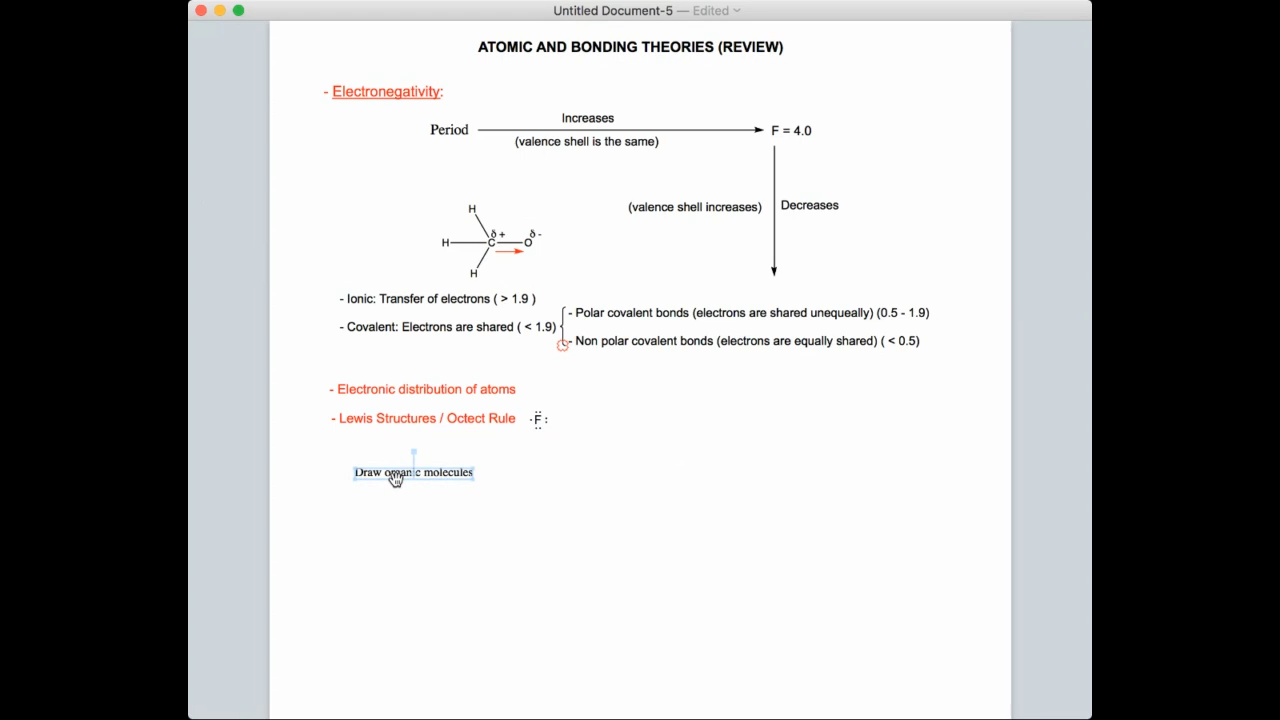 Untitled Document-5 — Edited
ATOMIC AND BONDING THEORIES (REVIEW)
- Electronegativity:
Increases
Period
F = 4.0
(valence shell is the same)
(valence shell increases)
Decreases
H
δ +
δ -
H
C
O
H
- Ionic: Transfer of electrons ( > 1.9 )
- Covalent: Electrons are shared ( < 1.9)
- Polar covalent bonds (electrons are shared unequeally) (0.5 - 1.9)
- Non polar covalent bonds (electrons are equally shared) ( < 0.5)
- Electronic distribution of atoms
- Lewis Structures / Octect Rule
F
Draw organic molecules